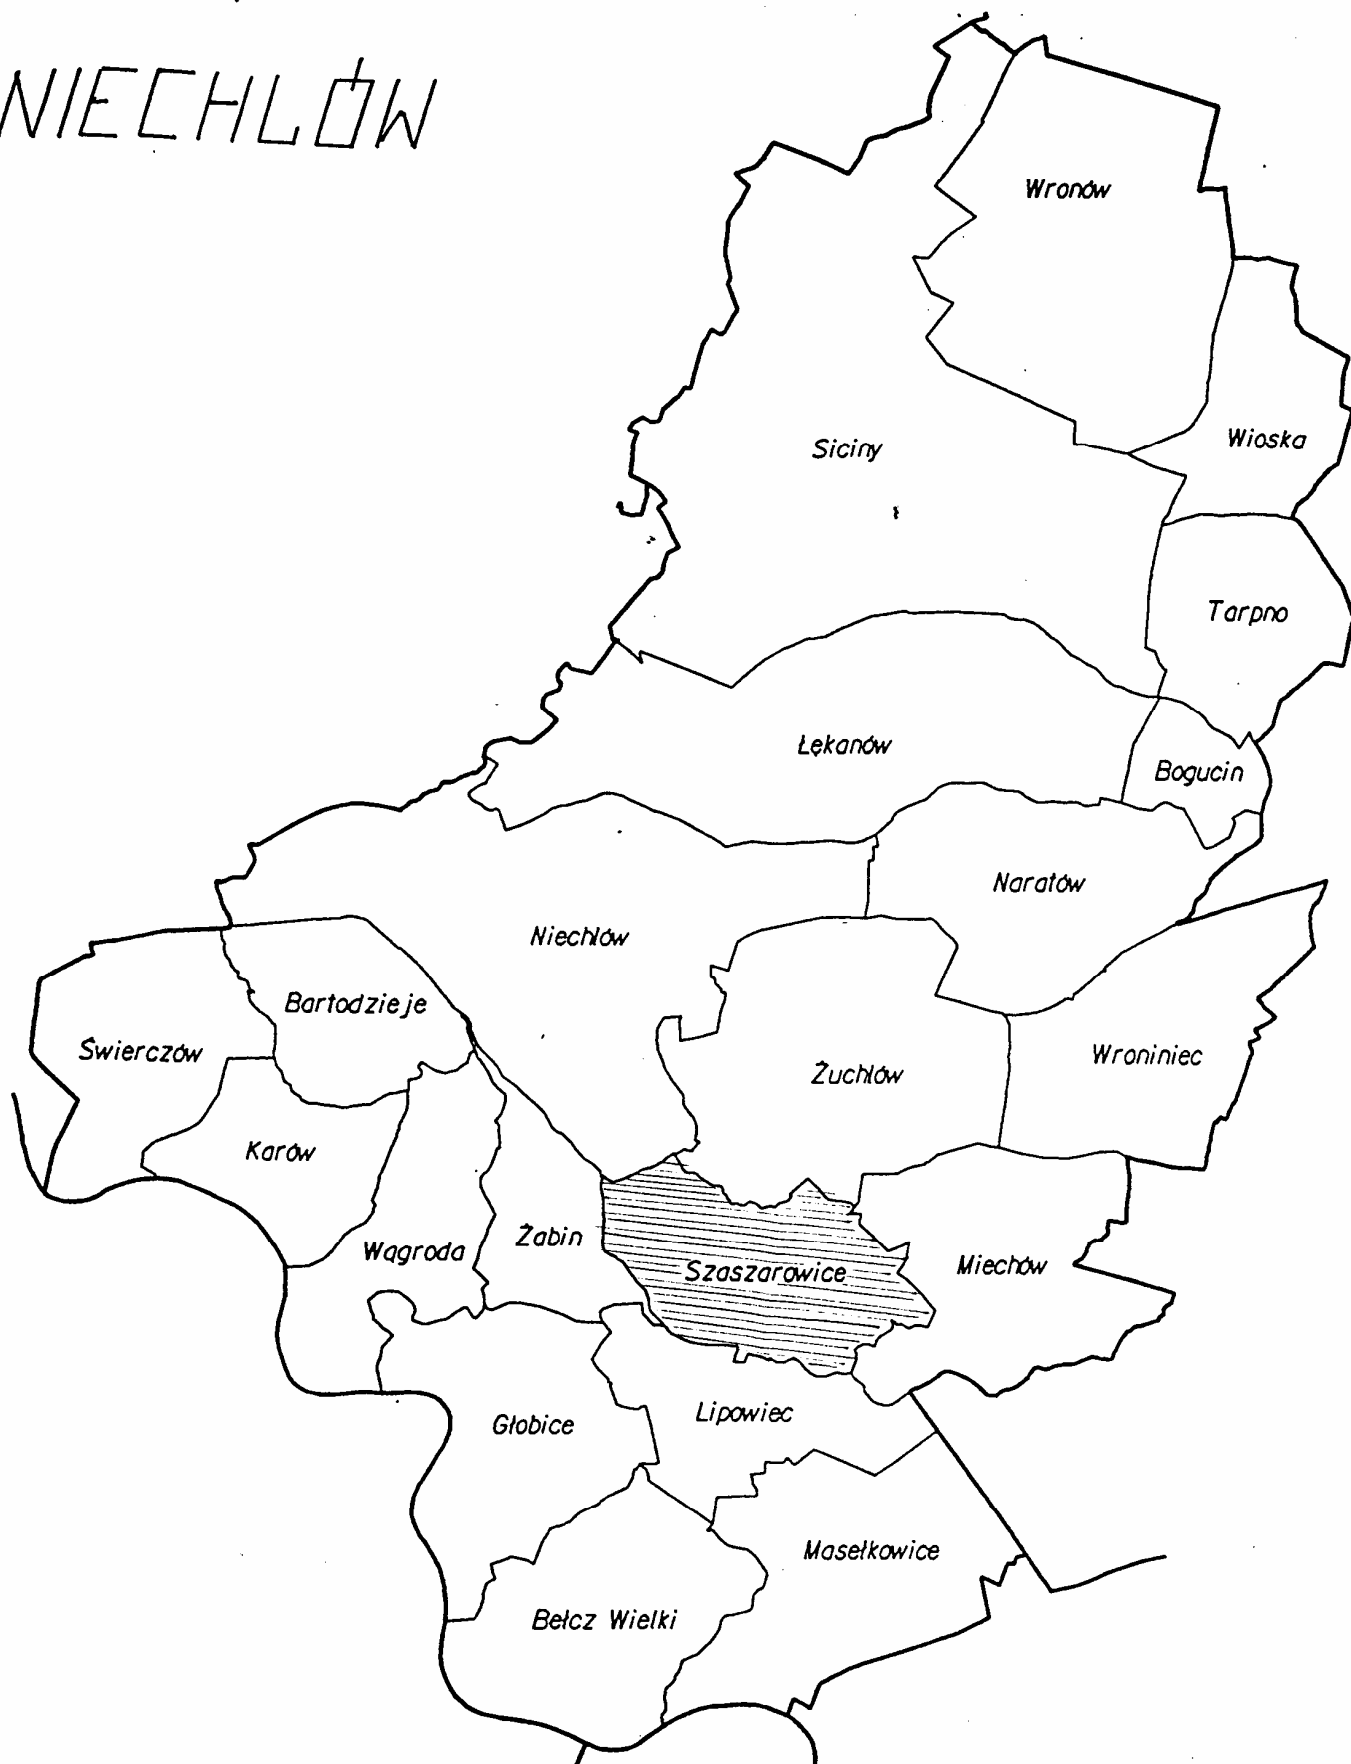 NIECHLÓW
Wronów
Siciny
Wioska
Tarpno
Łękanów
Bogucin
Naratów
Niechlów
Bartodzieje
Świerczów
Wroniniec
Żuchlów
Karów
Żabin
Wągroda
Szaszarowice
Miechów
Lipowiec
Głobice
Masełkowice
Bełcz Wielki